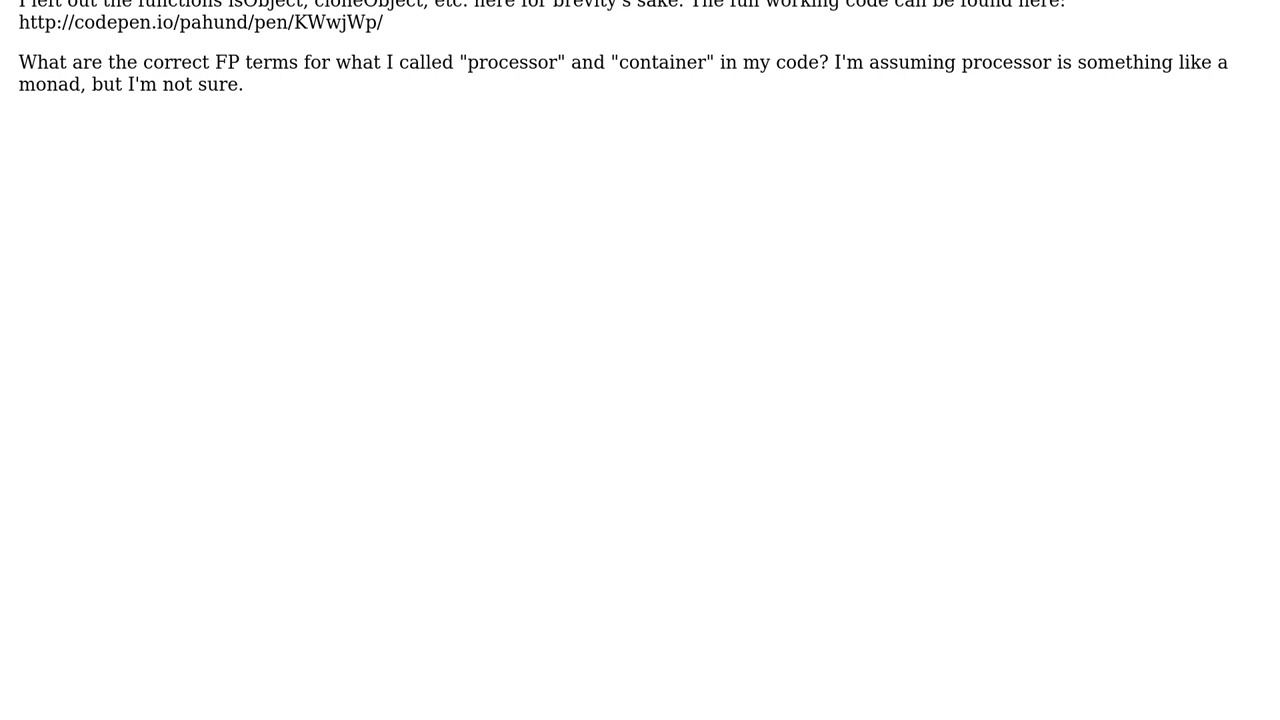 I left out the functions isObject, cloneObject, etc. here for brevity's sake. The full working code can be found here:
http://codepen.io/pahund/pen/KWwjWp/
What are the correct FP terms for what I called "processor" and "container" in my code? I'm assuming processor is something like a
monad, but I'm not sure.